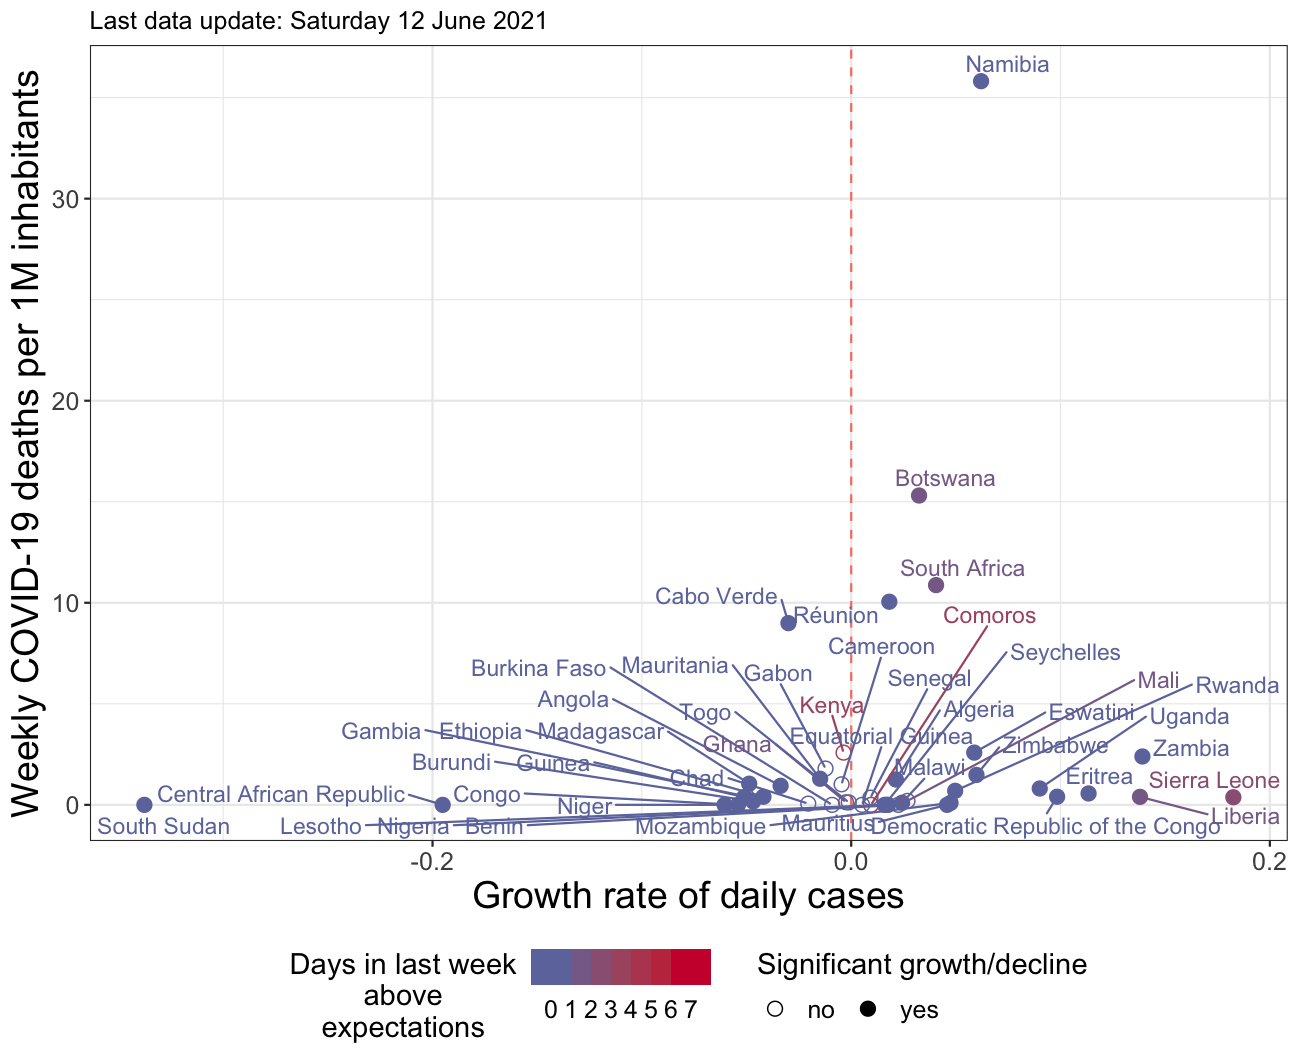 Last data update: Saturday 12 June 2021
Weekly COVID-19 deaths per 1M inhabitants
30
20
10
0
Namibia
Botswana
South Africa
Cabo Verde
Réunion
Comoros
Cameroon
Seychelles
Burkina Faso
Mauritania
Gabon
Senegal
Mali
Rwanda
Angola
Togo
Kenya
Algeria
Eswatini
Uganda
Gambia
Ethiopia
Madagascar
Ghana
Equatorial Guinea
Zimbabwe
Zambia
Burundi
Guinea
Chad
Malawi
Eritrea
Sierra Leone
Central African Republic
Congo
Niger
Liberia
South Sudan
Lesotho
Nigeria
Benin
Mozambique
Mauritius
Democratic Republic of the Congo
-0.2
0.0
0.2
Growth rate of daily cases
Days in last week
above
expectations
0 1 2 3 4 5 6 7
Significant growth/decline
no
yes